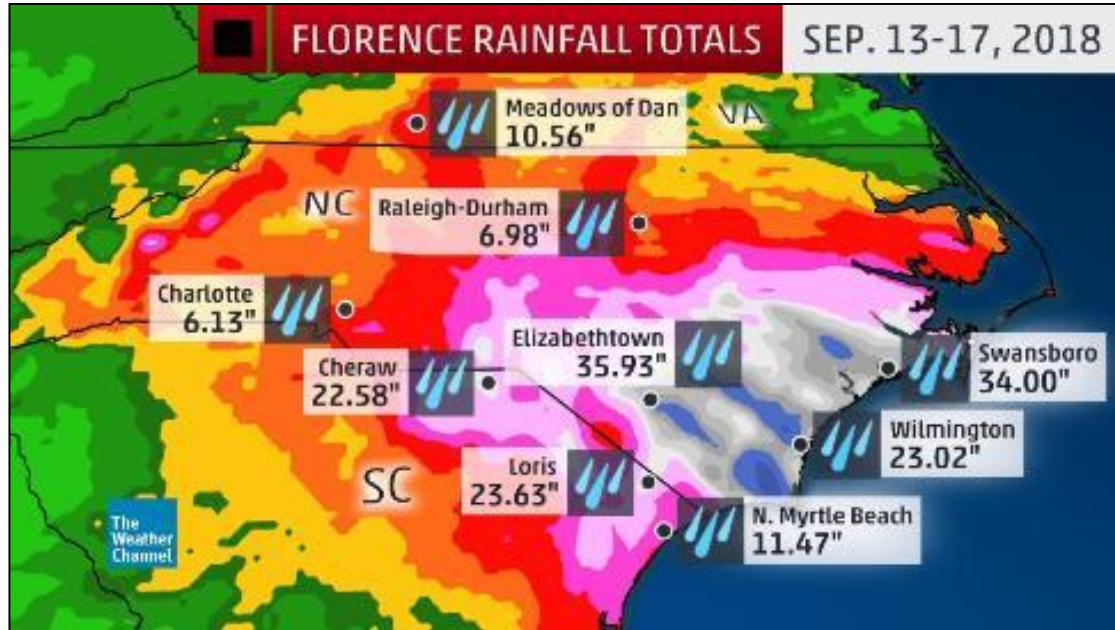 FLORENCE RAINFALL TOTALS
SEP. 13-17, 2018
Meadows of Dan
10.56"
VA
NC
Raleigh-Durham
6.98"
Charlotte
6.13"
Elizabethtown
35.93"
Swansboro
34.00"
Cheraw
22.58"
Wilmington
23.02"
Loris
23.63"
SC
N. Myrtle Beach
11.47"
The
Weather
Channel